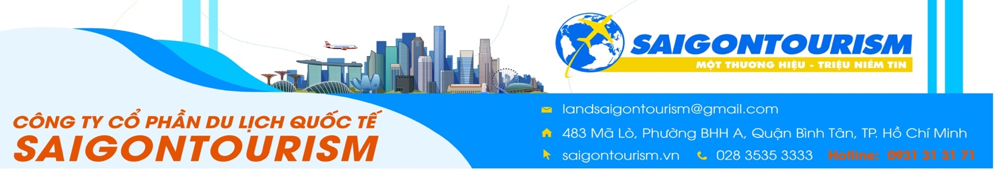 SAIGONTOURISM
MỘT THƯƠNG HIỆU - TRIỆU NIỀM TIN
CÔNG TY CỔ PHẦN DU LỊCH QUỐC TẾ
SAIGONTOURISM
landsaigontourism@gmail.com
483 Mã Lò, Phường BHH A, Quận Bình Tân, TP. Hồ Chí Minh
saigontourism.vn 028 3535 3333 Hotline: 0931 31 31 71